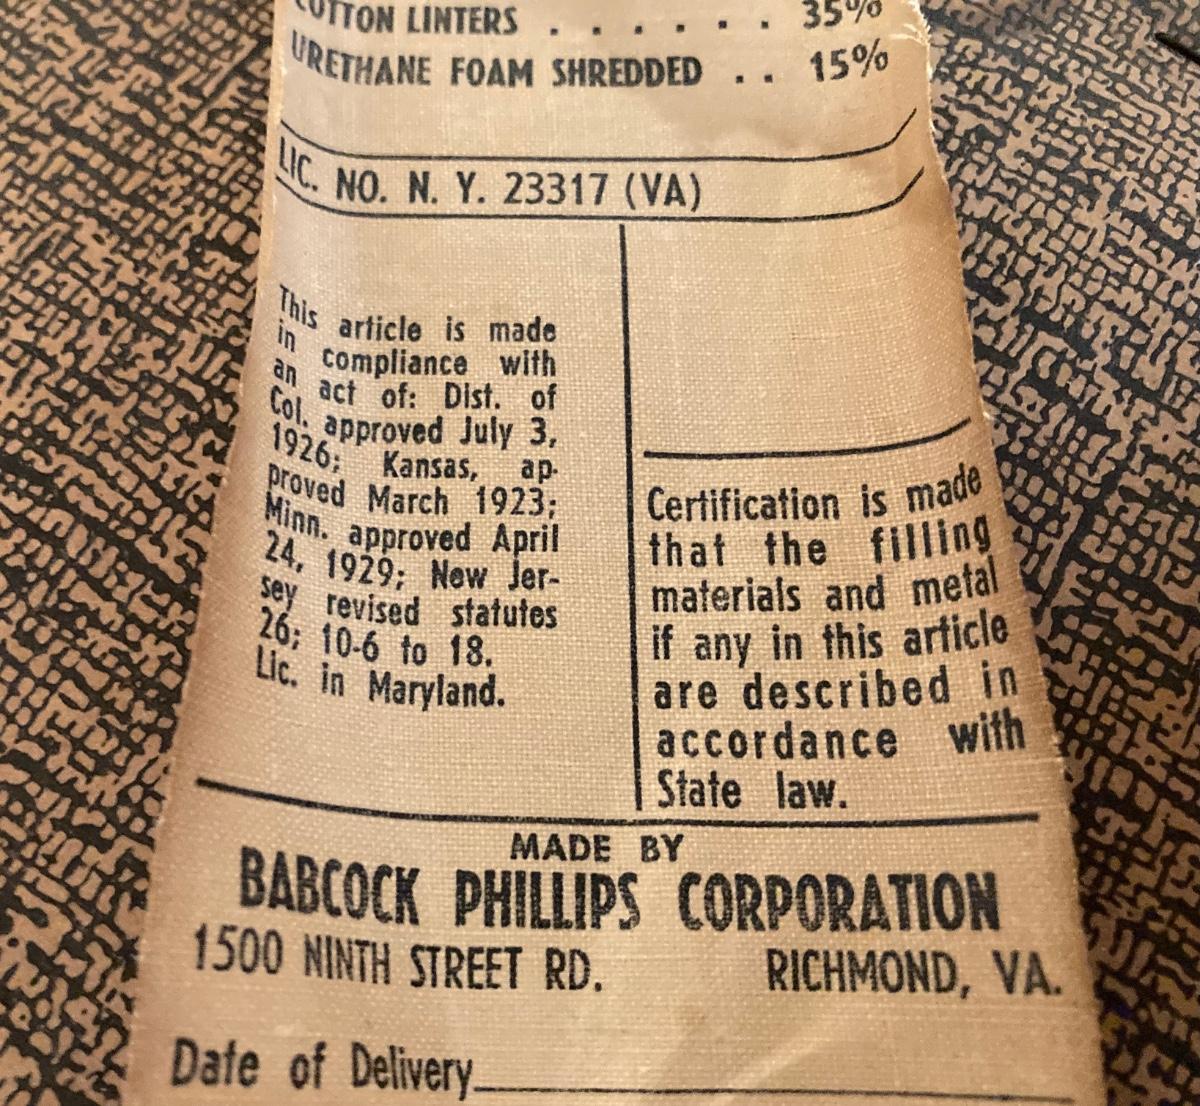 COTTON LINTERS . . . . . . 35%
URETHANE FOAM SHREDDED . . 15%
LIC. NO. N. Y. 23317 (VA)
This article is made
in compliance with
an act of: Dist. of
Col. approved July 3,
1926; Kansas, ap-
proved March 1923;
Minn. approved April
24, 1929; New Jer-
sey revised statutes
26; 10-6 to 18.
Lic. in Maryland.
Certification is made
that the filling
materials and metal
if any in this article
are described in
accordance with
State law.
MADE BY
BABCOCK PHILLIPS CORPORATION
1500 NINTH STREET RD. RICHMOND, VA.
Date of Delivery